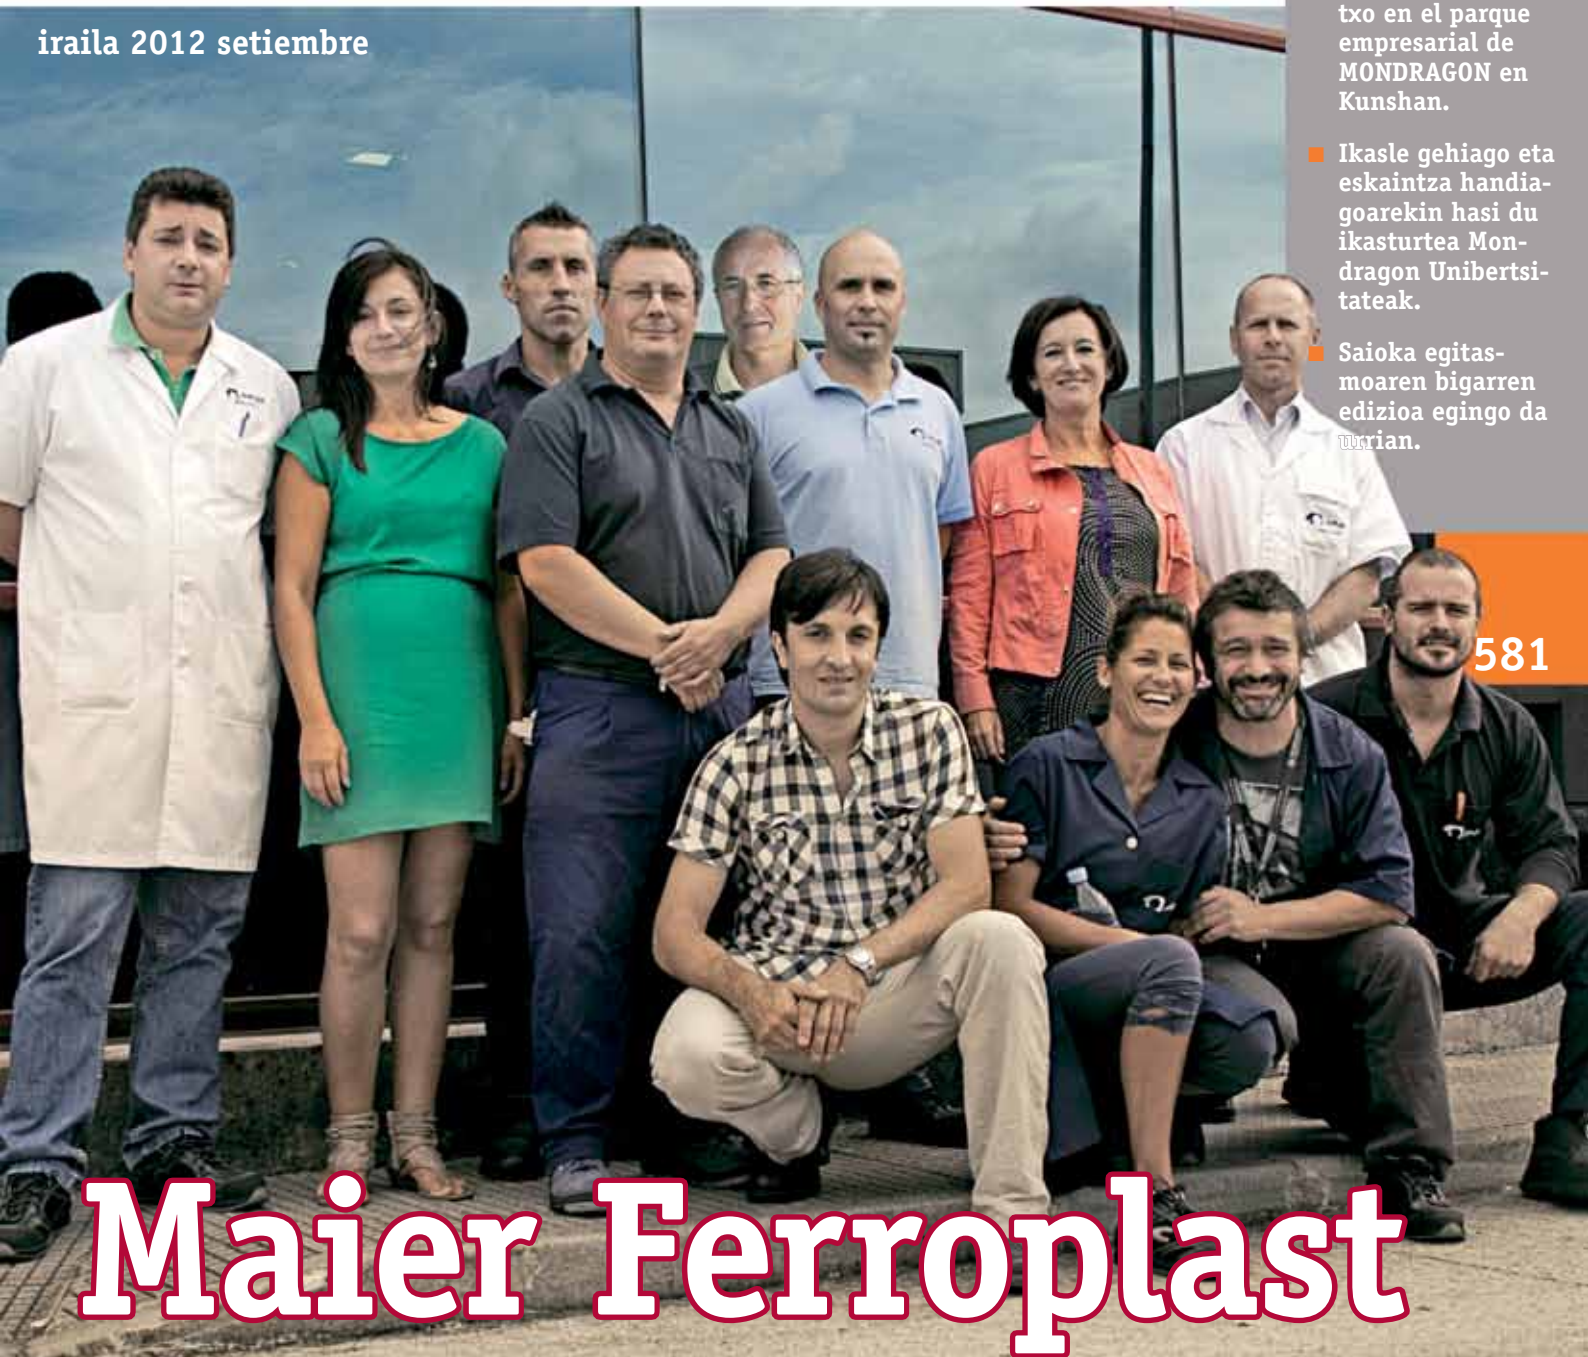 iraila 2012 setiembre
txo en el parque
empresarial de
MONDRAGON en
Kunshan.
Ikasle gehiago eta
eskaintza handia-
goarekin hasi du
ikasturtea Mon-
dragon Unibertsi-
tateak.
Saioka egitas-
moaren bigarren
edizioa egingo da
urrian.
581
Maier Ferroplast